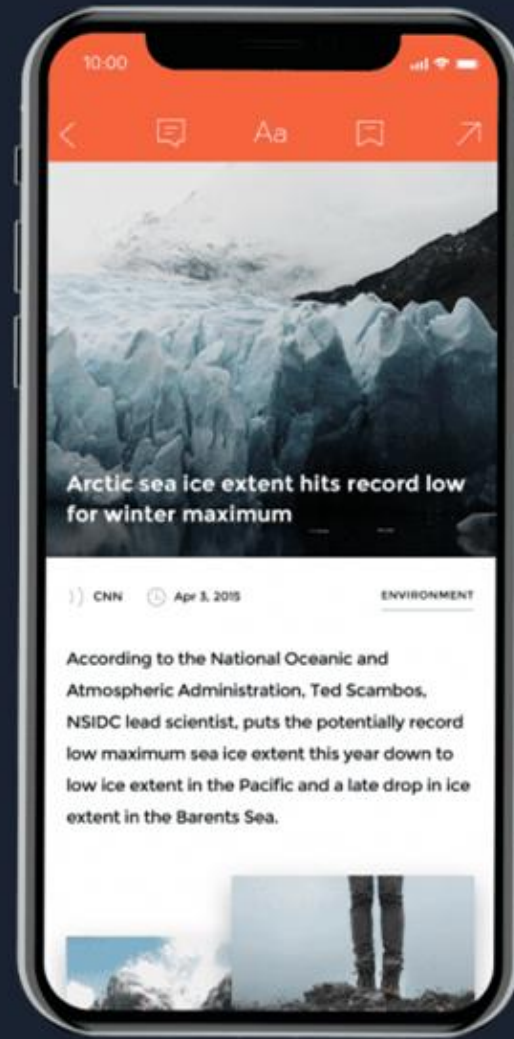 10:00
Aa
Arctic sea ice extent hits record low
for winter maximum
CNN Apr 3, 2015 ENVIRONMENT
According to the National Oceanic and
Atmospheric Administration, Ted Scambos,
NSIDC lead scientist, puts the potentially record
low maximum sea ice extent this year down to
low ice extent in the Pacific and a late drop in ice
extent in the Barents Sea.